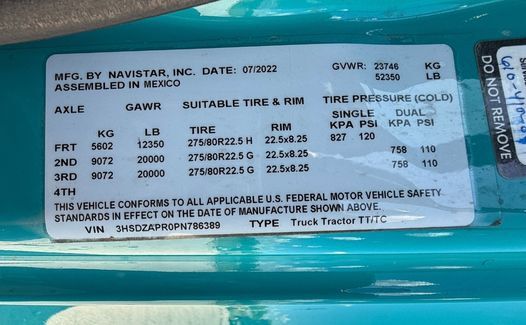 MFG. BY NAVISTAR, INC. DATE: 07/2022 GVWR: 23746 KG
ASSEMBLED IN MEXICO 52350 LB
AXLE GAWR SUITABLE TIRE & RIM TIRE PRESSURE (COLD)
SINGLE DUAL
KG LB TIRE RIM KPA PSI KPA PSI
FRT 5602 12350 275/80R22.5 H 22.5x8.25 827 120
2ND 9072 20000 275/80R22.5 G 22.5x8.25 758 110
3RD 9072 20000 275/80R22.5 G 22.5x8.25 758 110
4TH
THIS VEHICLE CONFORMS TO ALL APPLICABLE U.S. FEDERAL MOTOR VEHICLE SAFETY
STANDARDS IN EFFECT ON THE DATE OF MANUFACTURE SHOWN ABOVE.
VIN 3HSDZAPR0PN786389 TYPE Truck Tractor TT/TC
DO NOT REMOVE